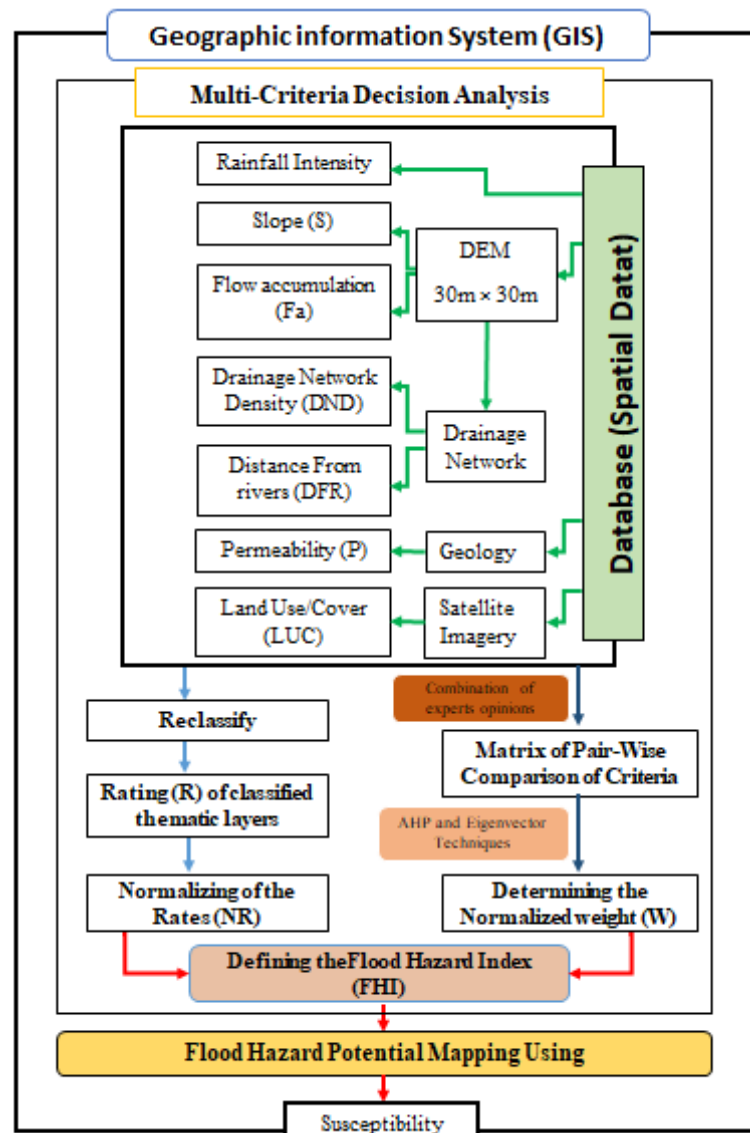 Geographic information System (GIS)
Multi-Criteria Decision Analysis
Rainfall Intensity
Slope (S)
DEM
30m × 30m
Flow accumulation
(Fa)
Drainage Network
Density (DND)
Drainage
Network
Distance From
rivers (DFR)
Permeability (P)
Geology
Land Use/Cover
(LUC)
Satellite
Imagery
Database (Spatial Datat)
Combination of
experts opinions
Reclassify
Matrix of Pair-Wise
Comparison of Criteria
Rating (R) of classified
thematic layers
AHP and Eigenvector
Techniques
Normalizing of the
Rates (NR)
Determining the
Normalized weight (W)
Defining theFlood Hazard Index
(FHI)
Flood Hazard Potential Mapping Using
Susceptibility